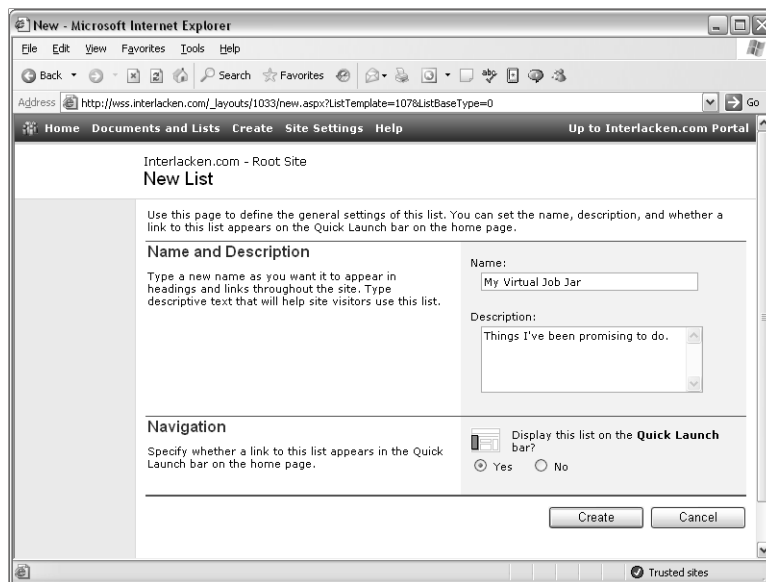 New - Microsoft Internet Explorer
File Edit View Favorites Tools Help
Back Search Favorites
Address http://wss.interlacken.com/_layouts/1033/new.aspx?ListTemplate=107&ListBaseType=0 Go
Home Documents and Lists Create Site Settings Help Up to Interlacken.com Portal
Interlacken.com - Root Site
New List
Use this page to define the general settings of this list. You can set the name, description, and whether a
link to this list appears on the Quick Launch bar on the home page.
Name and Description
Type a new name as you want it to appear in
headings and links throughout the site. Type
descriptive text that will help site visitors use this list.
Name:
My Virtual Job Jar
Description:
Things I've been promising to do.
Navigation
Specify whether a link to this list appears in the Quick
Launch bar on the home page.
Display this list on the Quick Launch
bar?
Yes No
Create Cancel
Trusted sites